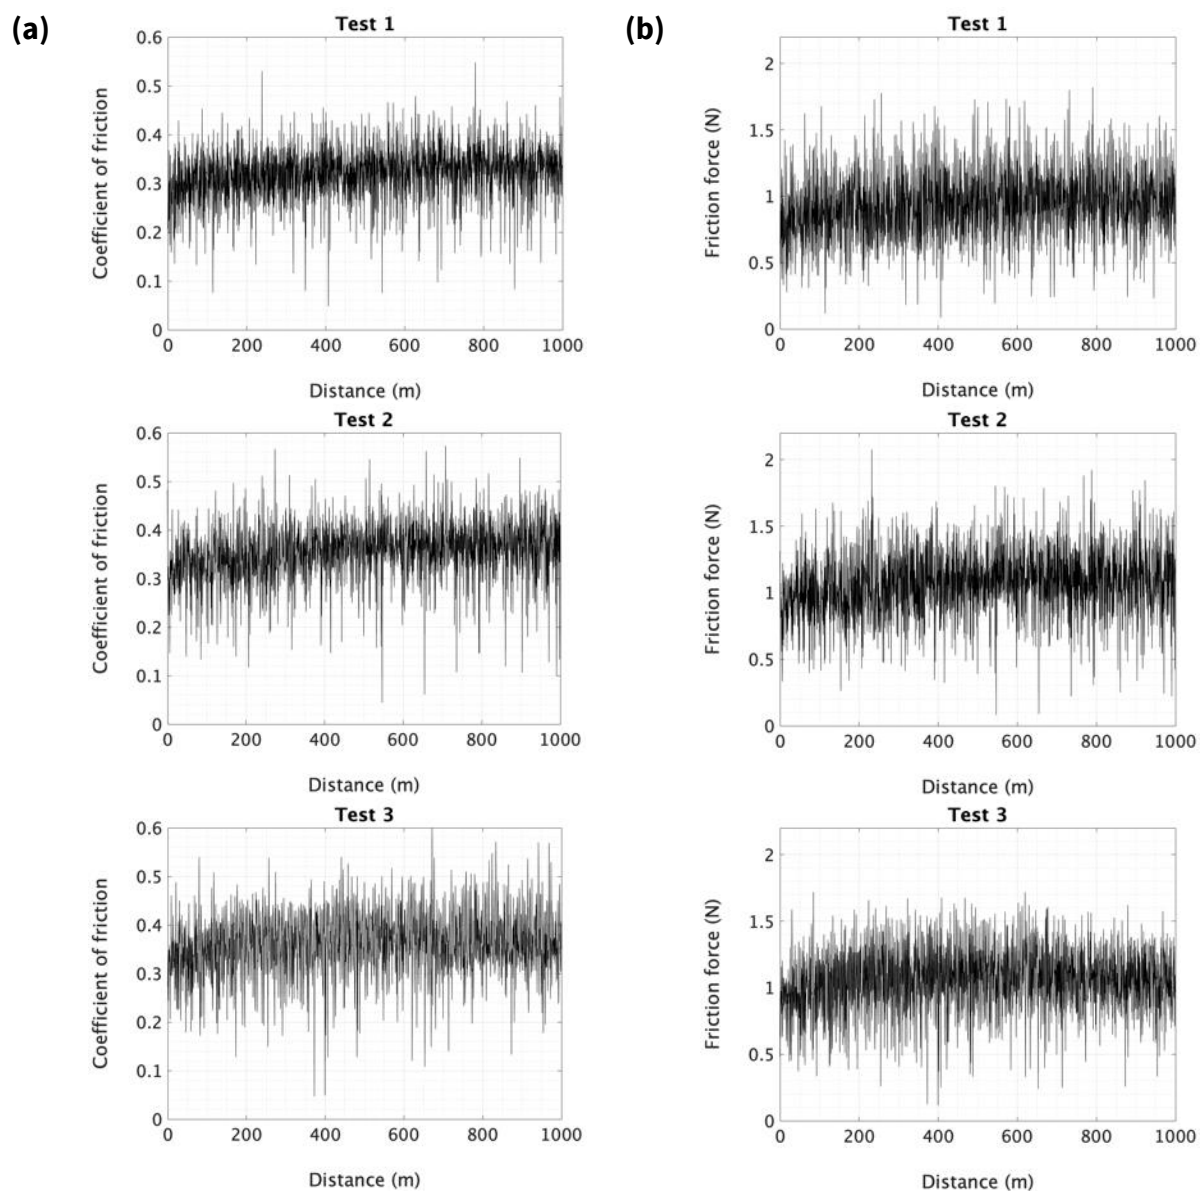 (a)
Test 1
0.6
0.5
0.4
0.3
0.2
0.1
0
Coefficient of friction
0 200 400 600 800 1000
Distance (m)
Test 2
0.6
0.5
0.4
0.3
0.2
0.1
0
Coefficient of friction
0 200 400 600 800 1000
Distance (m)
Test 3
0.6
0.5
0.4
0.3
0.2
0.1
0
Coefficient of friction
0 200 400 600 800 1000
Distance (m)
(b)
Test 1
2
1.5
1
0.5
0
Friction force (N)
0 200 400 600 800 1000
Distance (m)
Test 2
2
1.5
1
0.5
0
Friction force (N)
0 200 400 600 800 1000
Distance (m)
Test 3
2
1.5
1
0.5
0
Friction force (N)
0 200 400 600 800 1000
Distance (m)